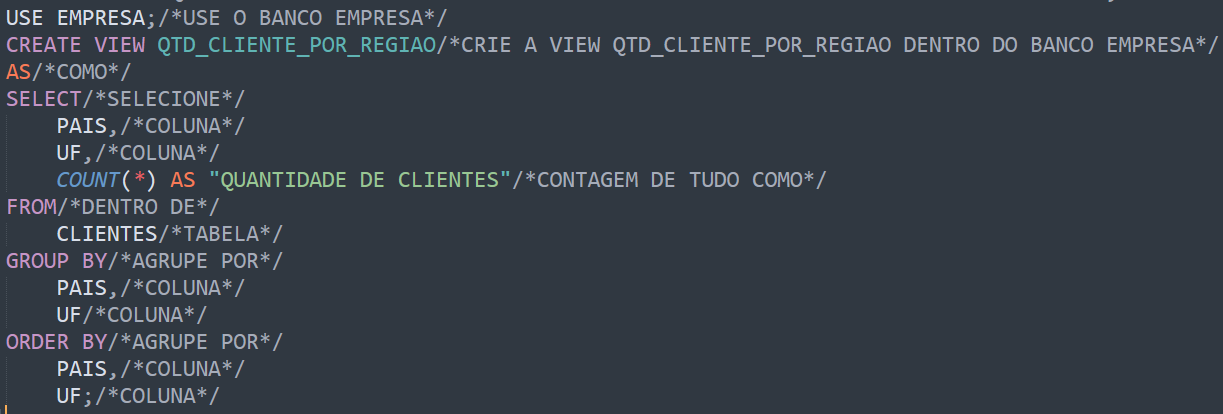 USE EMPRESA;/*USE O BANCO EMPRESA*/
CREATE VIEW QTD_CLIENTE_POR_REGIAO/*CRIE A VIEW QTD_CLIENTE_POR_REGIAO DENTRO DO BANCO EMPRESA*/
AS/*COMO*/
SELECT/*SELECIONE*/
    PAIS,/*COLUNA*/
    UF,/*COLUNA*/
    COUNT(*) AS "QUANTIDADE DE CLIENTES"/*CONTAGEM DE TUDO COMO*/
FROM/*DENTRO DE*/
    CLIENTES/*TABELA*/
GROUP BY/*AGRUPE POR*/
    PAIS,/*COLUNA*/
    UF/*COLUNA*/
ORDER BY/*AGRUPE POR*/
    PAIS,/*COLUNA*/
    UF;/*COLUNA*/